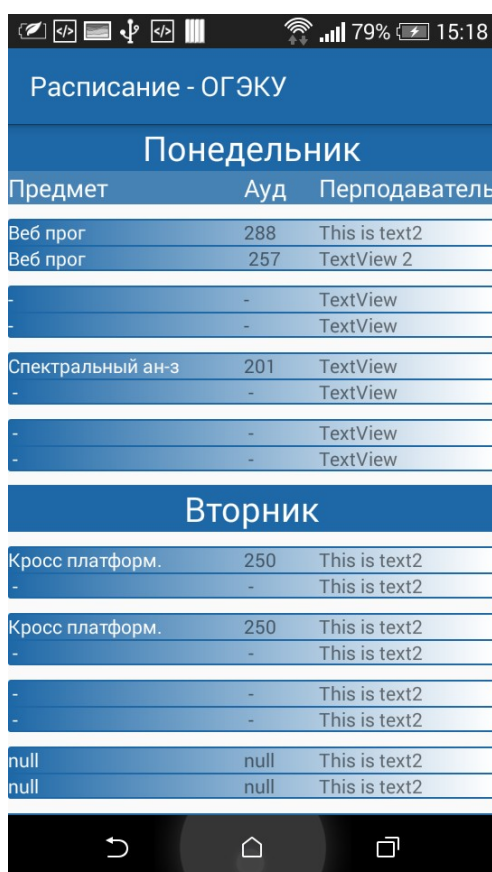 79% 15:18
Расписание - ОГЭКУ
Понедельник
Предмет Ауд Перподаватель
Веб прог 288 This is text2
Веб прог 257 TextView 2
- - TextView
- - TextView
Спектральный ан-з 201 TextView
- - TextView
- - TextView
- - TextView
Вторник
Кросс платформ. 250 This is text2
- - This is text2
Кросс платформ. 250 This is text2
- - This is text2
- - This is text2
- - This is text2
null null This is text2
null null This is text2